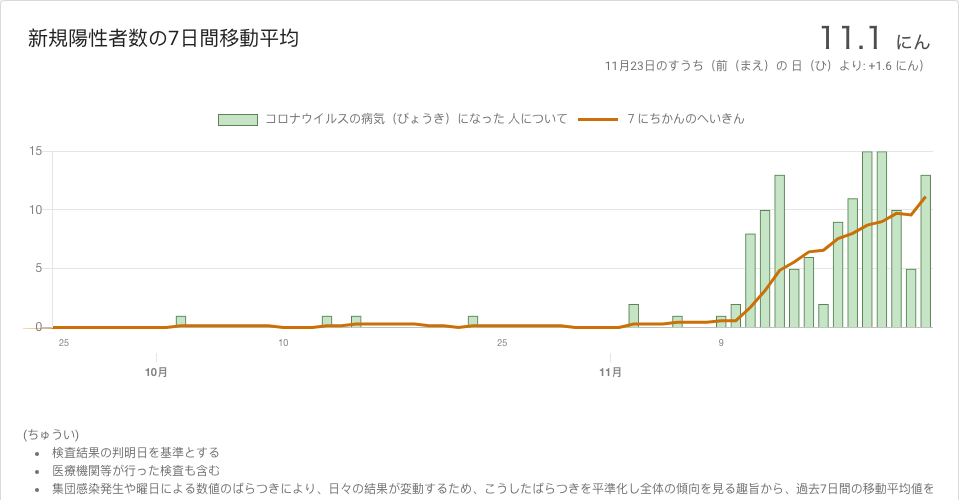 新規陽性者数の7日間移動平均
11.1 にん
11月23日のすうち（前（まえ）の 日（ひ）より: +1.6 にん）
コロナウイルスの病気（びょうき）になった 人について
7 にちかんのへいきん
15
10
5
0
25
10
25
9
10月
11月
(ちゅうい)
• 検査結果の判明日を基準とする
• 医療機関等が行った検査も含む
• 集団感染発生や曜日による数値のばらつきにより、日々の結果が変動するため、こうしたばらつきを平準化し全体の傾向を見る趣旨から、過去7日間の移動平均値を